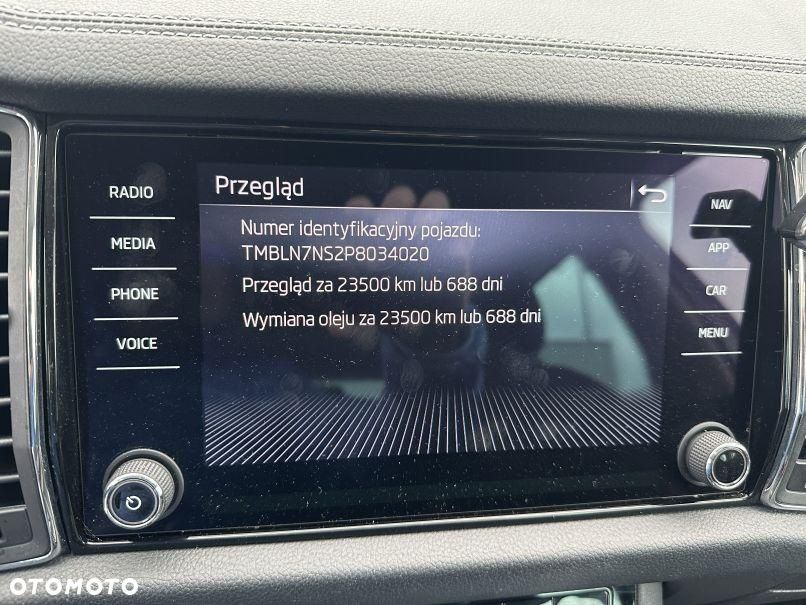 Przegląd
RADIO
MEDIA
PHONE
VOICE
Numer identyfikacyjny pojazdu:
TMBLN7NS2P8034020
Przegląd za 23500 km lub 688 dni
Wymiana oleju za 23500 km lub 688 dni
NAV
APP
CAR
MENU
OTOMOTO